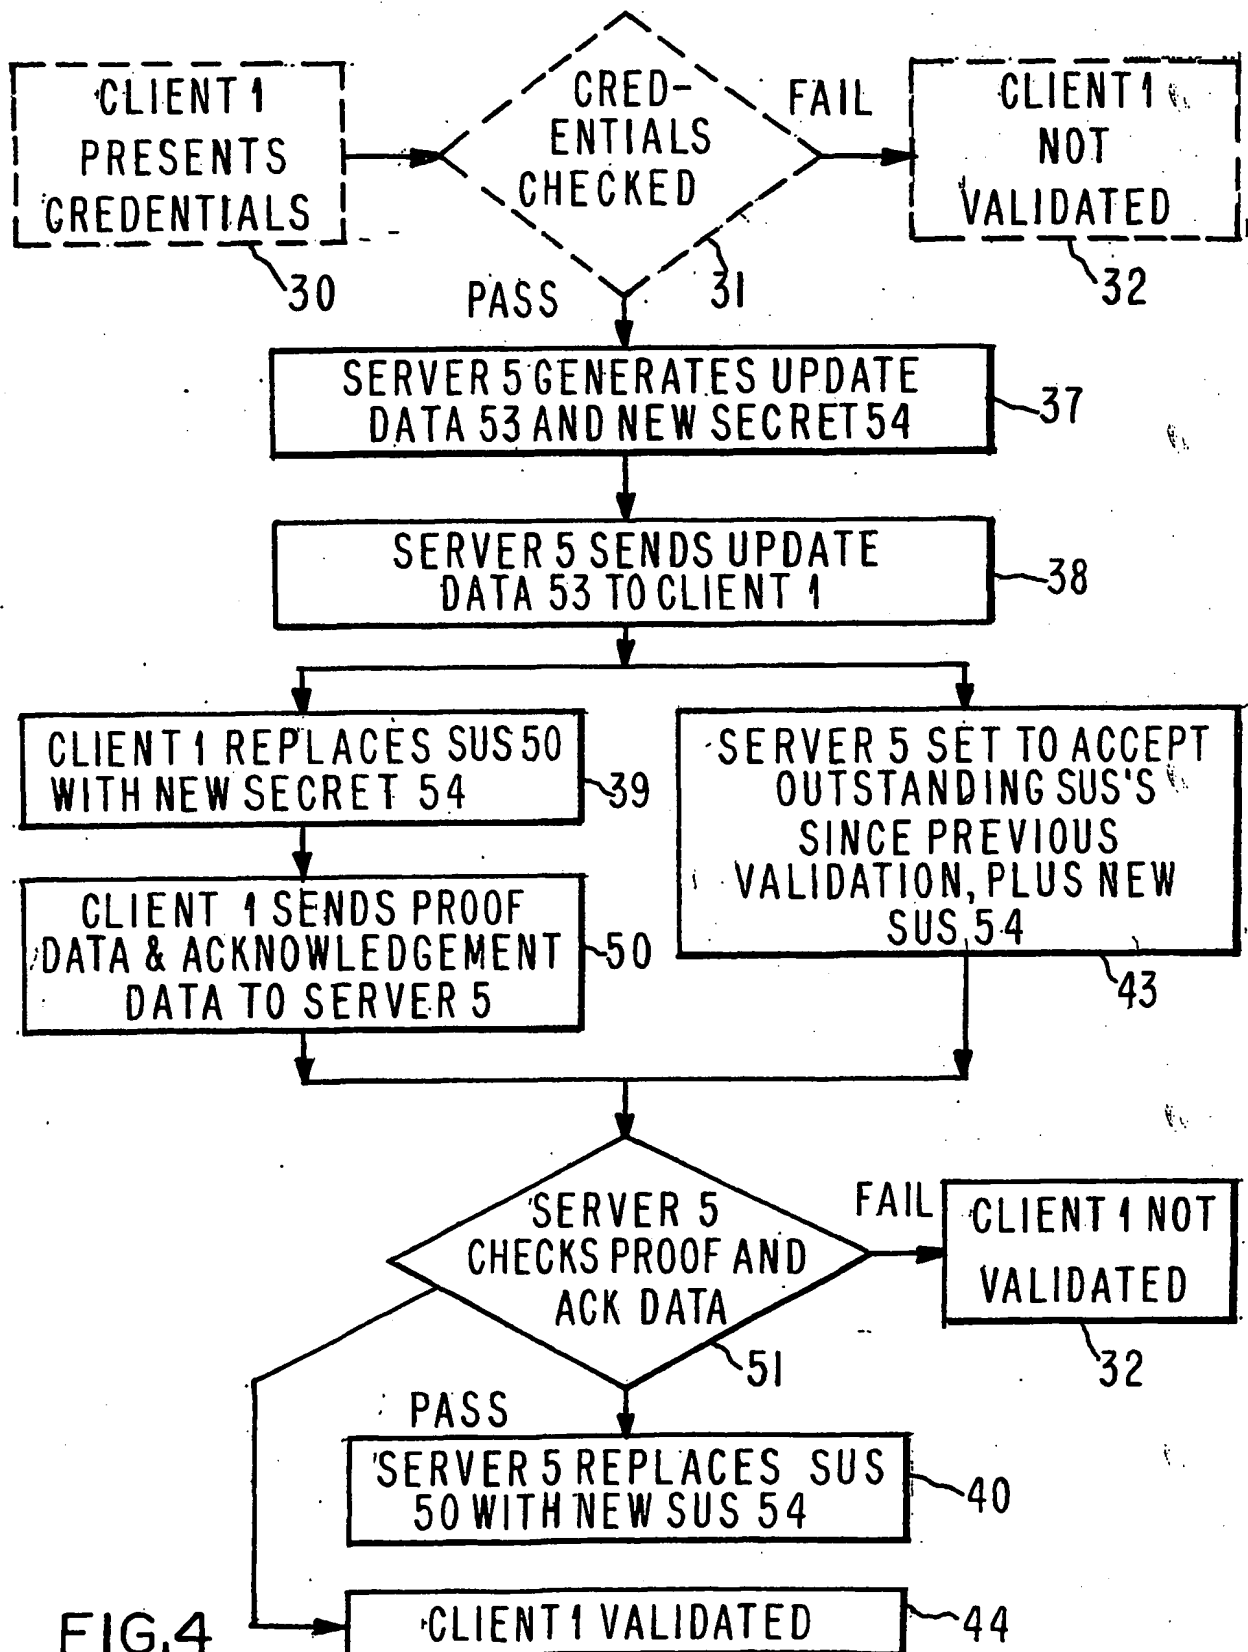 CLIENT 1
PRESENTS
CREDENTIALS
30
CRED-
ENTIALS
CHECKED
31
FAIL
CLIENT 1
NOT
VALIDATED
32
PASS
SERVER 5 GENERATES UPDATE
DATA 53 AND NEW SECRET 54
37
SERVER 5 SENDS UPDATE
DATA 53 TO CLIENT 1
38
CLIENT 1 REPLACES SUS 50
WITH NEW SECRET 54
39
SERVER 5 SET TO ACCEPT
OUTSTANDING SUS'S
SINCE PREVIOUS
VALIDATION, PLUS NEW
SUS 54
43
CLIENT 1 SENDS PROOF
DATA & ACKNOWLEDGEMENT
DATA TO SERVER 5
50
SERVER 5
CHECKS PROOF AND
ACK DATA
51
FAIL
CLIENT 1 NOT
VALIDATED
32
PASS
SERVER 5 REPLACES SUS
50 WITH NEW SUS 54
40
CLIENT 1 VALIDATED
44
FIG.4